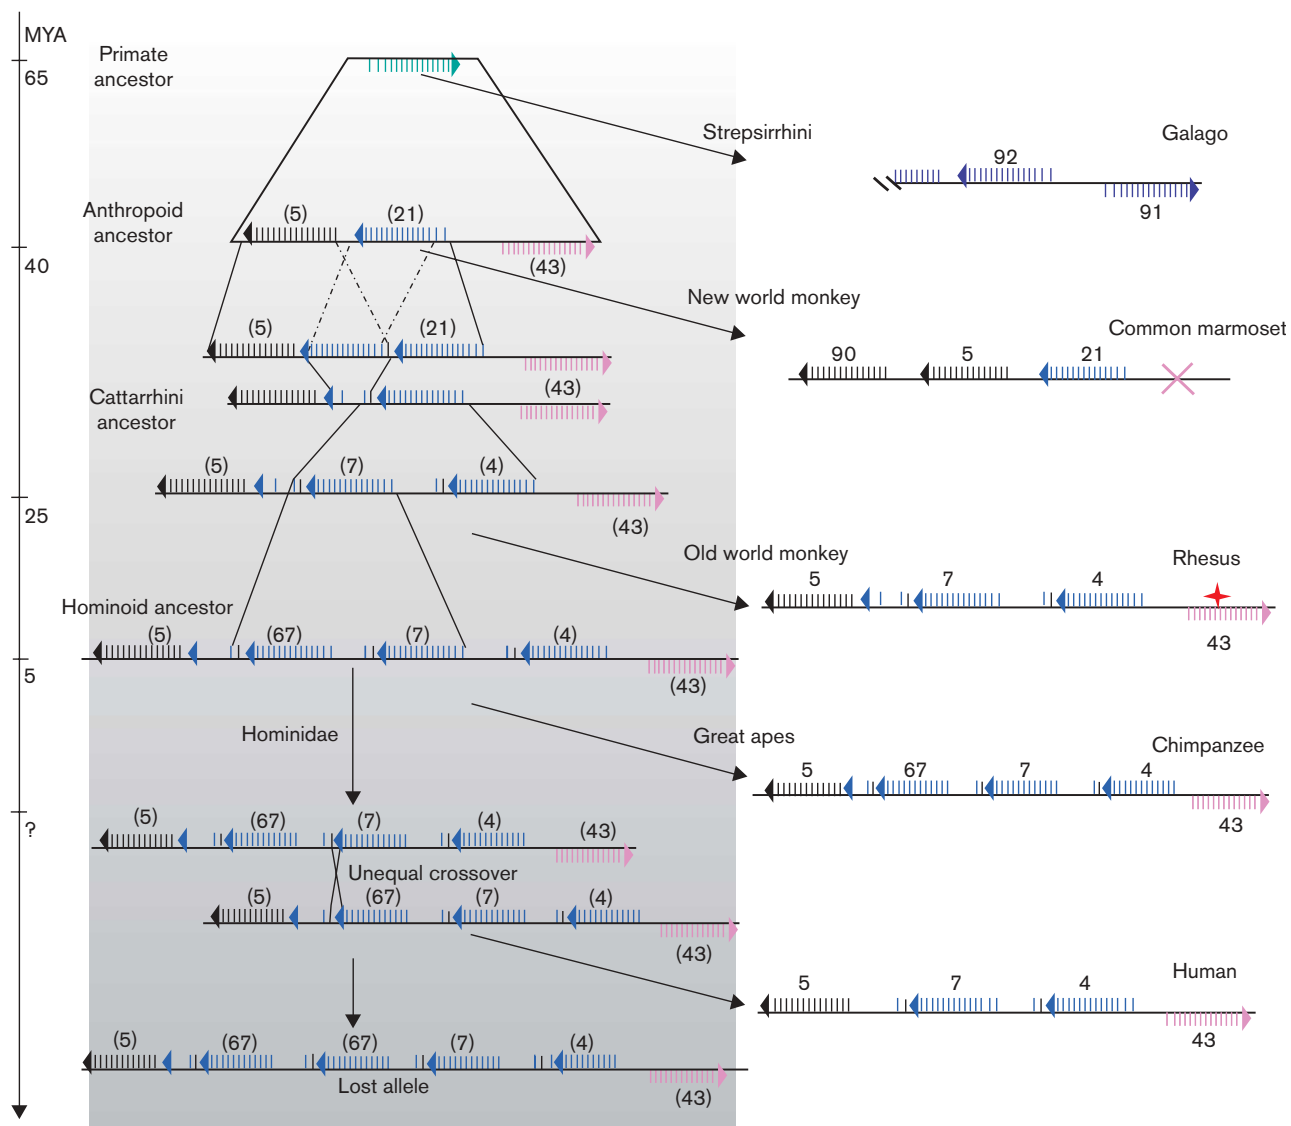 MYA
65
40
25
5
?
Primate
ancestor
Strepsirrhini
Galago
92
91
Anthropoid
ancestor
(5)
(21)
(43)
New world monkey
Common marmoset
90
5
21
(5)
(21)
Cattarrhini
ancestor
(43)
(5)
(7)
(4)
(43)
Old world monkey
Rhesus
5
7
4
43
Hominoid ancestor
(5)
(67)
(7)
(4)
(43)
Hominidae
Great apes
Chimpanzee
5
67
7
4
43
(5)
(67)
(7)
(4)
(43)
Unequal crossover
(5)
(67)
(7)
(4)
(43)
Human
5
7
4
43
(5)
(67)
(67)
(7)
(4)
Lost allele
(43)